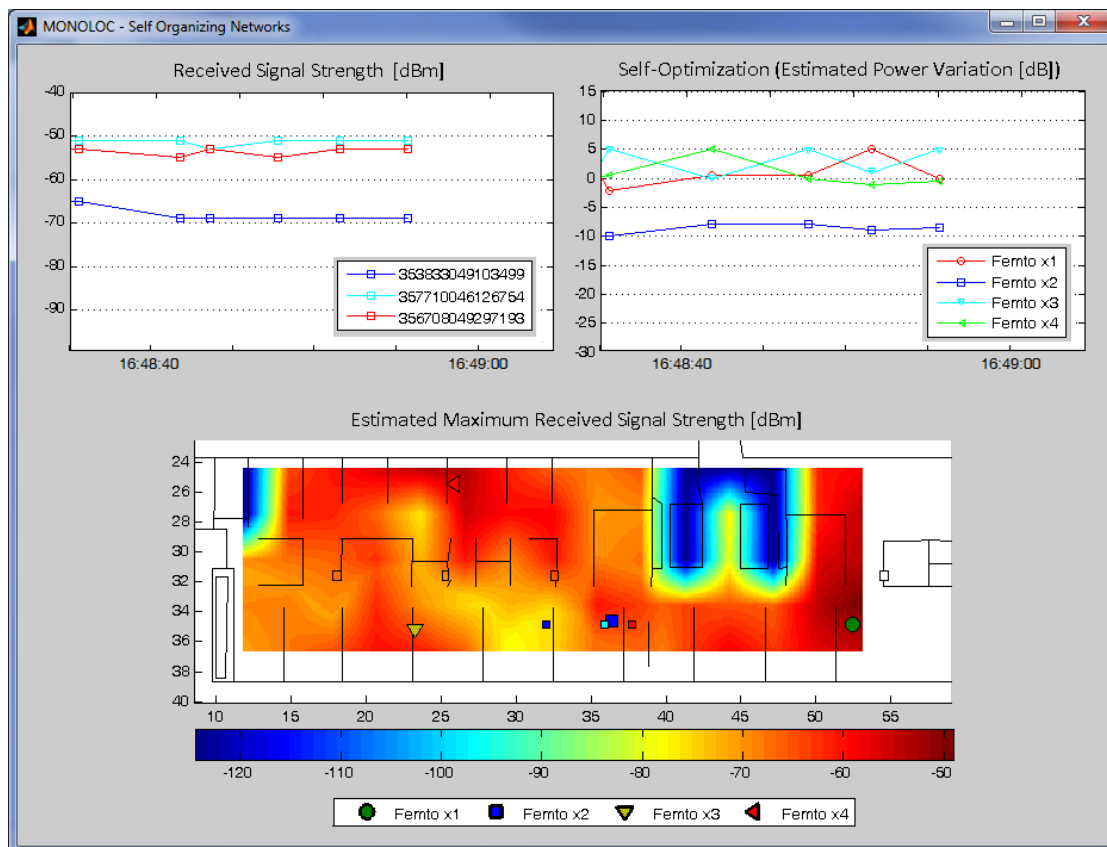 MONOLOC - Self Organizing Networks
Received Signal Strength [dBm]
-40
-50
-60
-70
-80
-90
16:48:40
16:49:00
353833049103499
357710046126754
356708049297193
Self-Optimization (Estimated Power Variation [dB])
15
10
5
0
-5
-10
-15
-20
-25
-30
16:48:40
16:49:00
Femto x1
Femto x2
Femto x3
Femto x4
Estimated Maximum Received Signal Strength [dBm]
24
26
28
30
32
34
36
38
40
10 15 20 25 30 35 40 45 50 55
-120 -110 -100 -90 -80 -70 -60 -50
Femto x1 Femto x2 Femto x3 Femto x4